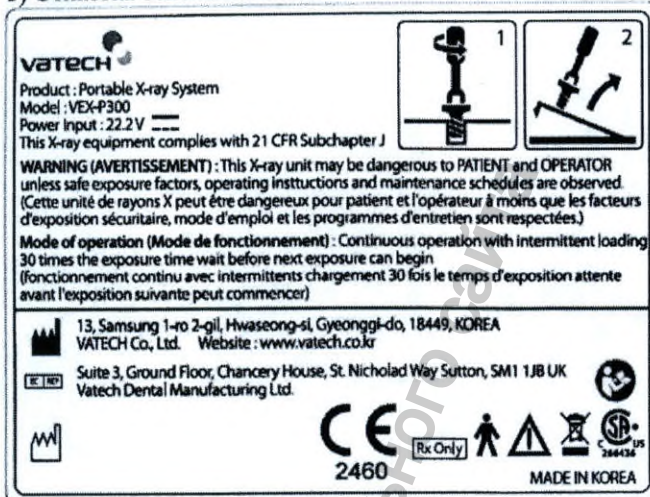 vatech
Product : Portable X-ray System
Model : VEX-P300
Power Input : 22.2 V
This X-ray equipment complies with 21 CFR Subchapter J
1
2
WARNING (AVERTISSEMENT) : This X-ray unit may be dangerous to PATIENT and OPERATOR
unless safe exposure factors, operating insttuctions and maintenance schedules are observed.
(Cette unité de rayons X peut être dangereux pour patient et l'opérateur à moins que les facteurs
d'exposition sécuritaire, mode d'emploi et les programmes d'entretien sont respectées.)
Mode of operation (Mode de fonctionnement) : Continuous operation with intermittent loading
30 times the exposure time wait before next exposure can begin
(fonctionnement continu avec intermittents chargement 30 fois le temps d'exposition attente
avant l'exposition suivante peut commencer)
13, Samsung 1-ro 2-gil, Hwaseong-si, Gyeonggi-do, 18449, KOREA
VATECH Co., Ltd. Website : www.vatech.co.kr
EC REP
Suite 3, Ground Floor, Chancery House, St. Nicholad Way Sutton, SM1 1JB UK
Vatech Dental Manufacturing Ltd.
CE
2460
Rx Only
C SA US
266436
MADE IN KOREA